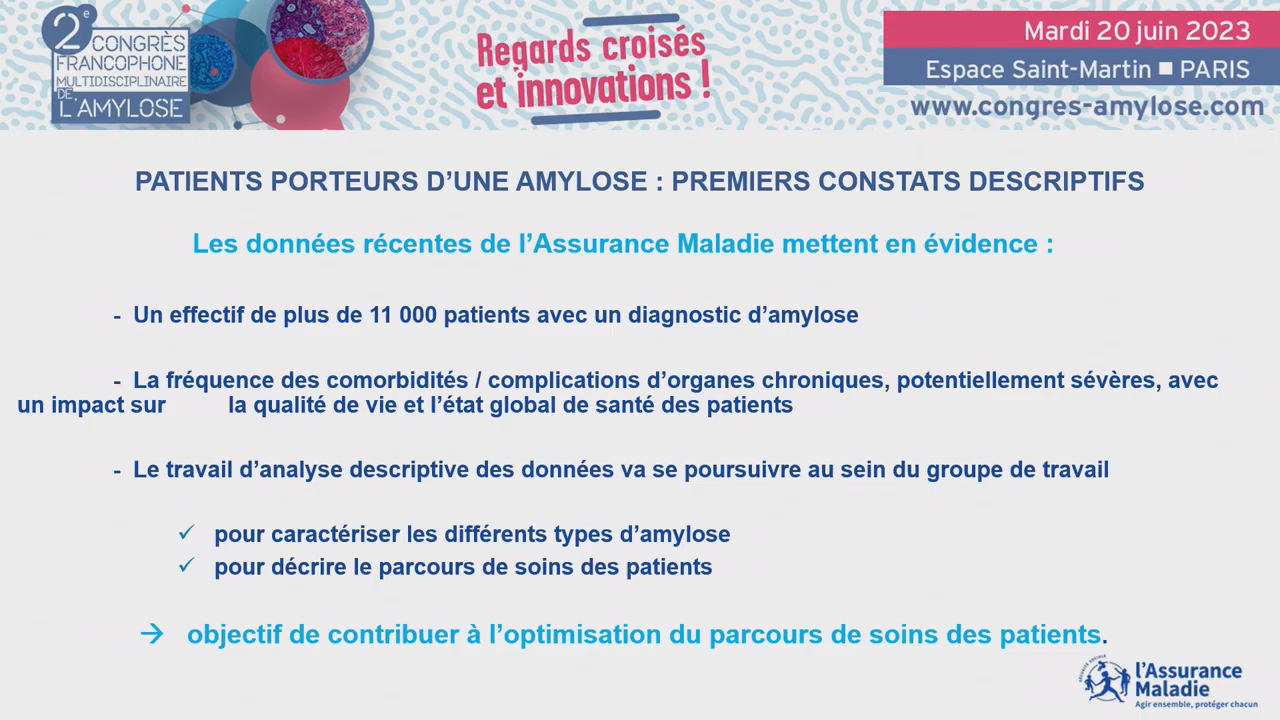 2e CONGRÈS
FRANCOPHONE
MULTIDISCIPLINAIRE
DE
L'AMYLOSE
Regards croisés
et innovations !
Mardi 20 juin 2023
Espace Saint-Martin ■ PARIS
www.congres-amylose.com
PATIENTS PORTEURS D’UNE AMYLOSE : PREMIERS CONSTATS DESCRIPTIFS
Les données récentes de l’Assurance Maladie mettent en évidence :
- Un effectif de plus de 11 000 patients avec un diagnostic d’amylose
- La fréquence des comorbidités / complications d’organes chroniques, potentiellement sévères, avec
un impact sur la qualité de vie et l’état global de santé des patients
- Le travail d’analyse descriptive des données va se poursuivre au sein du groupe de travail
✓ pour caractériser les différents types d’amylose
✓ pour décrire le parcours de soins des patients
→ objectif de contribuer à l’optimisation du parcours de soins des patients.
SÉCURITÉ SOCIALE
l'Assurance
Maladie
Agir ensemble, protéger chacun